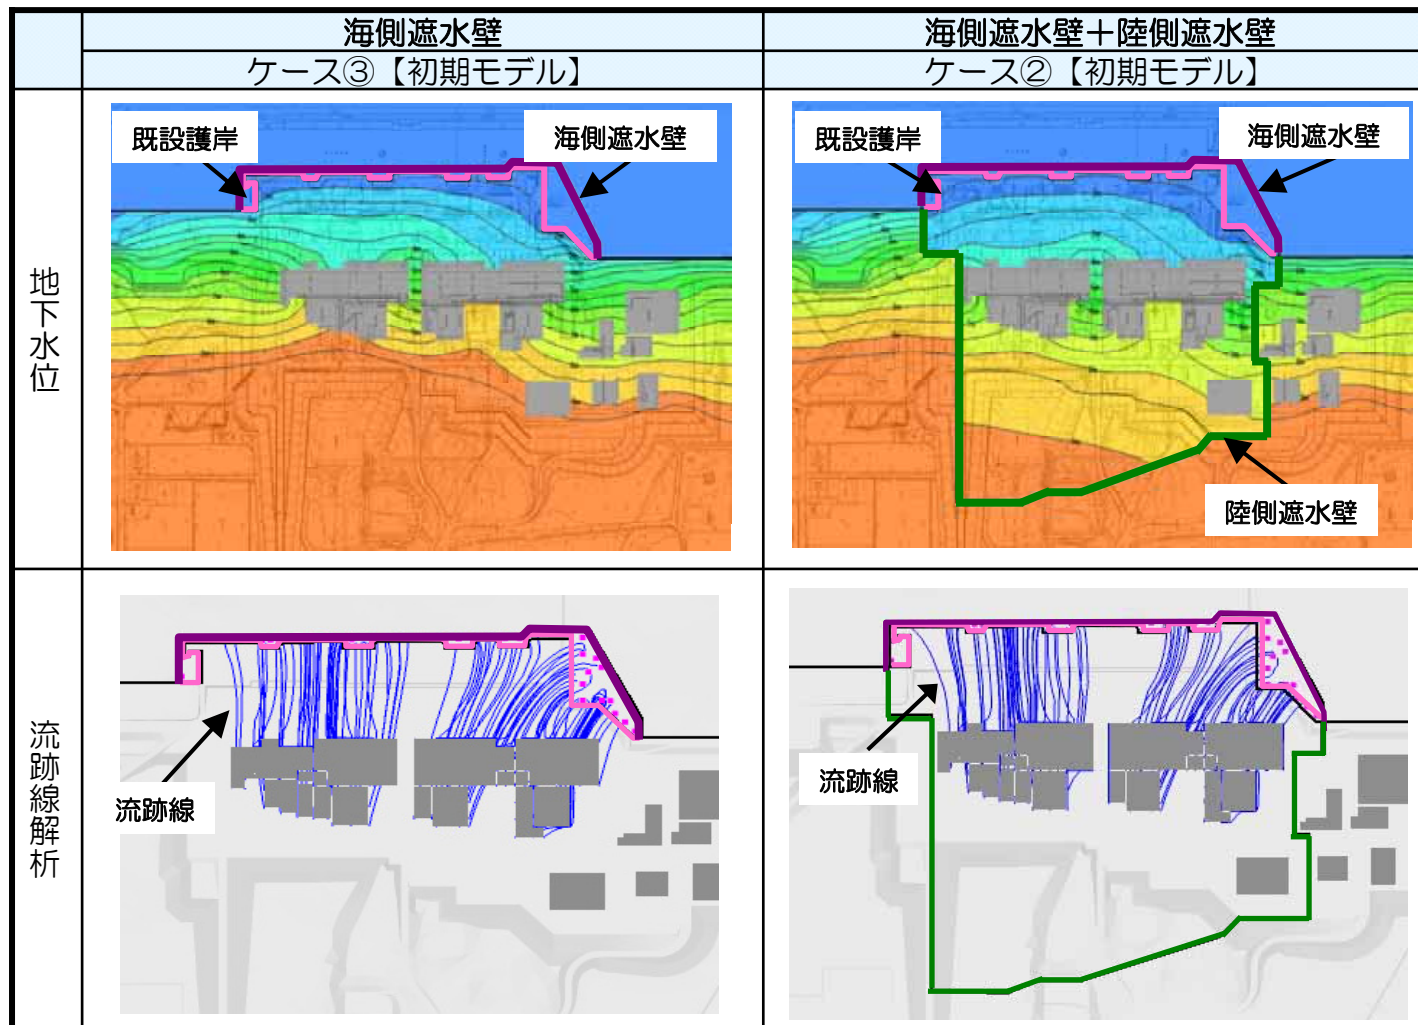 海側遮水壁
海側遮水壁＋陸側遮水壁
ケース③【初期モデル】
ケース②【初期モデル】
地下水位
既設護岸
海側遮水壁
既設護岸
海側遮水壁
陸側遮水壁
流跡線解析
流跡線
流跡線